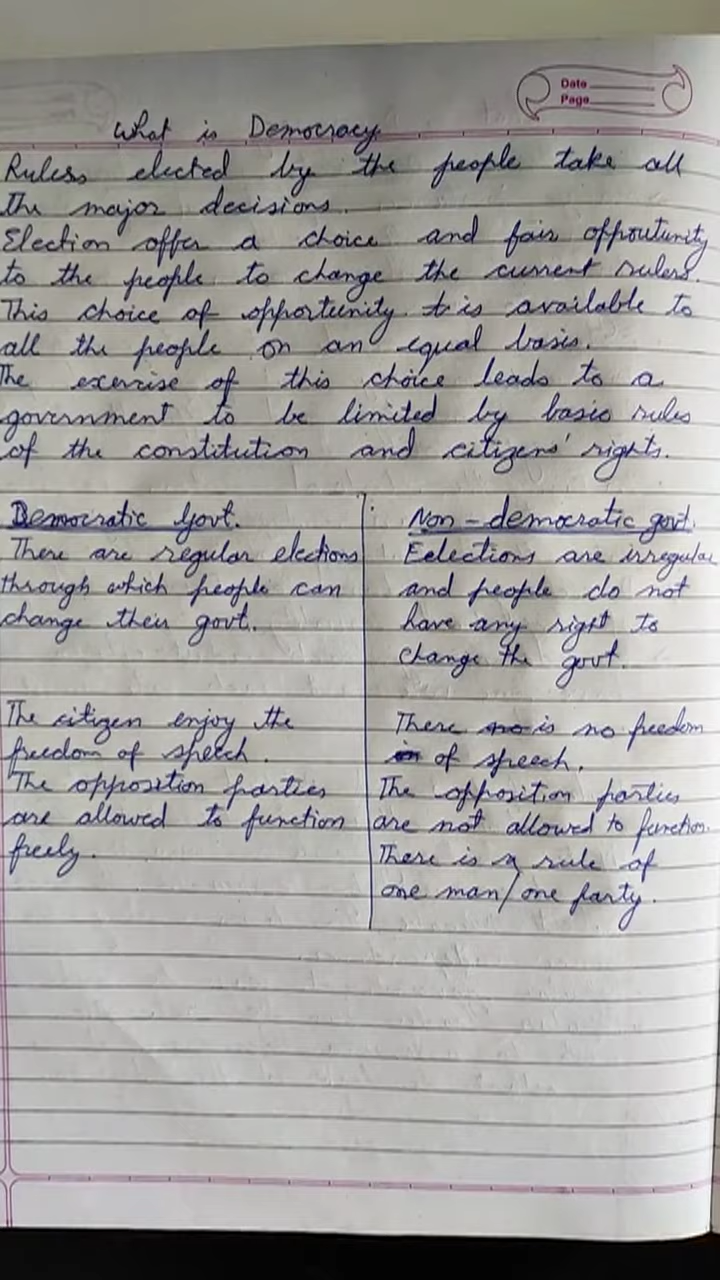 Date
Page
What is Democracy
Rulers elected by the people take all
the major decisions.
Election offer a choice and fair opportunity
to the people to change the current rulers.
This choice of opportunity is available to
all the people on an equal basis.
The exercise of this choice leads to a
government to be limited by basic rules
of the constitution and citizens' rights.
Democratic Govt.
There are regular elections
through which people can
change their govt.
The citizen enjoy the
freedom of speech.
The opposition parties
are allowed to function
freely.
Non-democratic govt.
Eelections are irregular
and people do not
have any right to
change the govt.
There is no freedom
of speech.
The opposition parties
are not allowed to function.
There is a rule of
one man/one party.